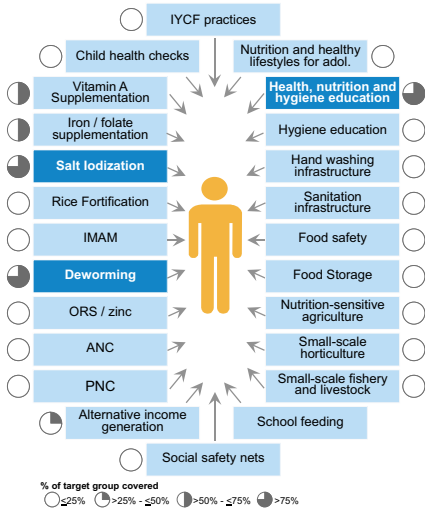 IYCF practices
Child health checks
Nutrition and healthy
lifestyles for adol.
Vitamin A
Supplementation
Health, nutrition and
hygiene education
Iron / folate
supplementation
Hygiene education
Salt Iodization
Hand washing
infrastructure
Rice Fortification
Sanitation
infrastructure
IMAM
Food safety
Deworming
Food Storage
ORS / zinc
Nutrition-sensitive
agriculture
ANC
Small-scale
horticulture
PNC
Small-scale fishery
and livestock
Alternative income
generation
School feeding
Social safety nets
% of target group covered
≤25% >25% - ≤50% >50% - ≤75% >75%